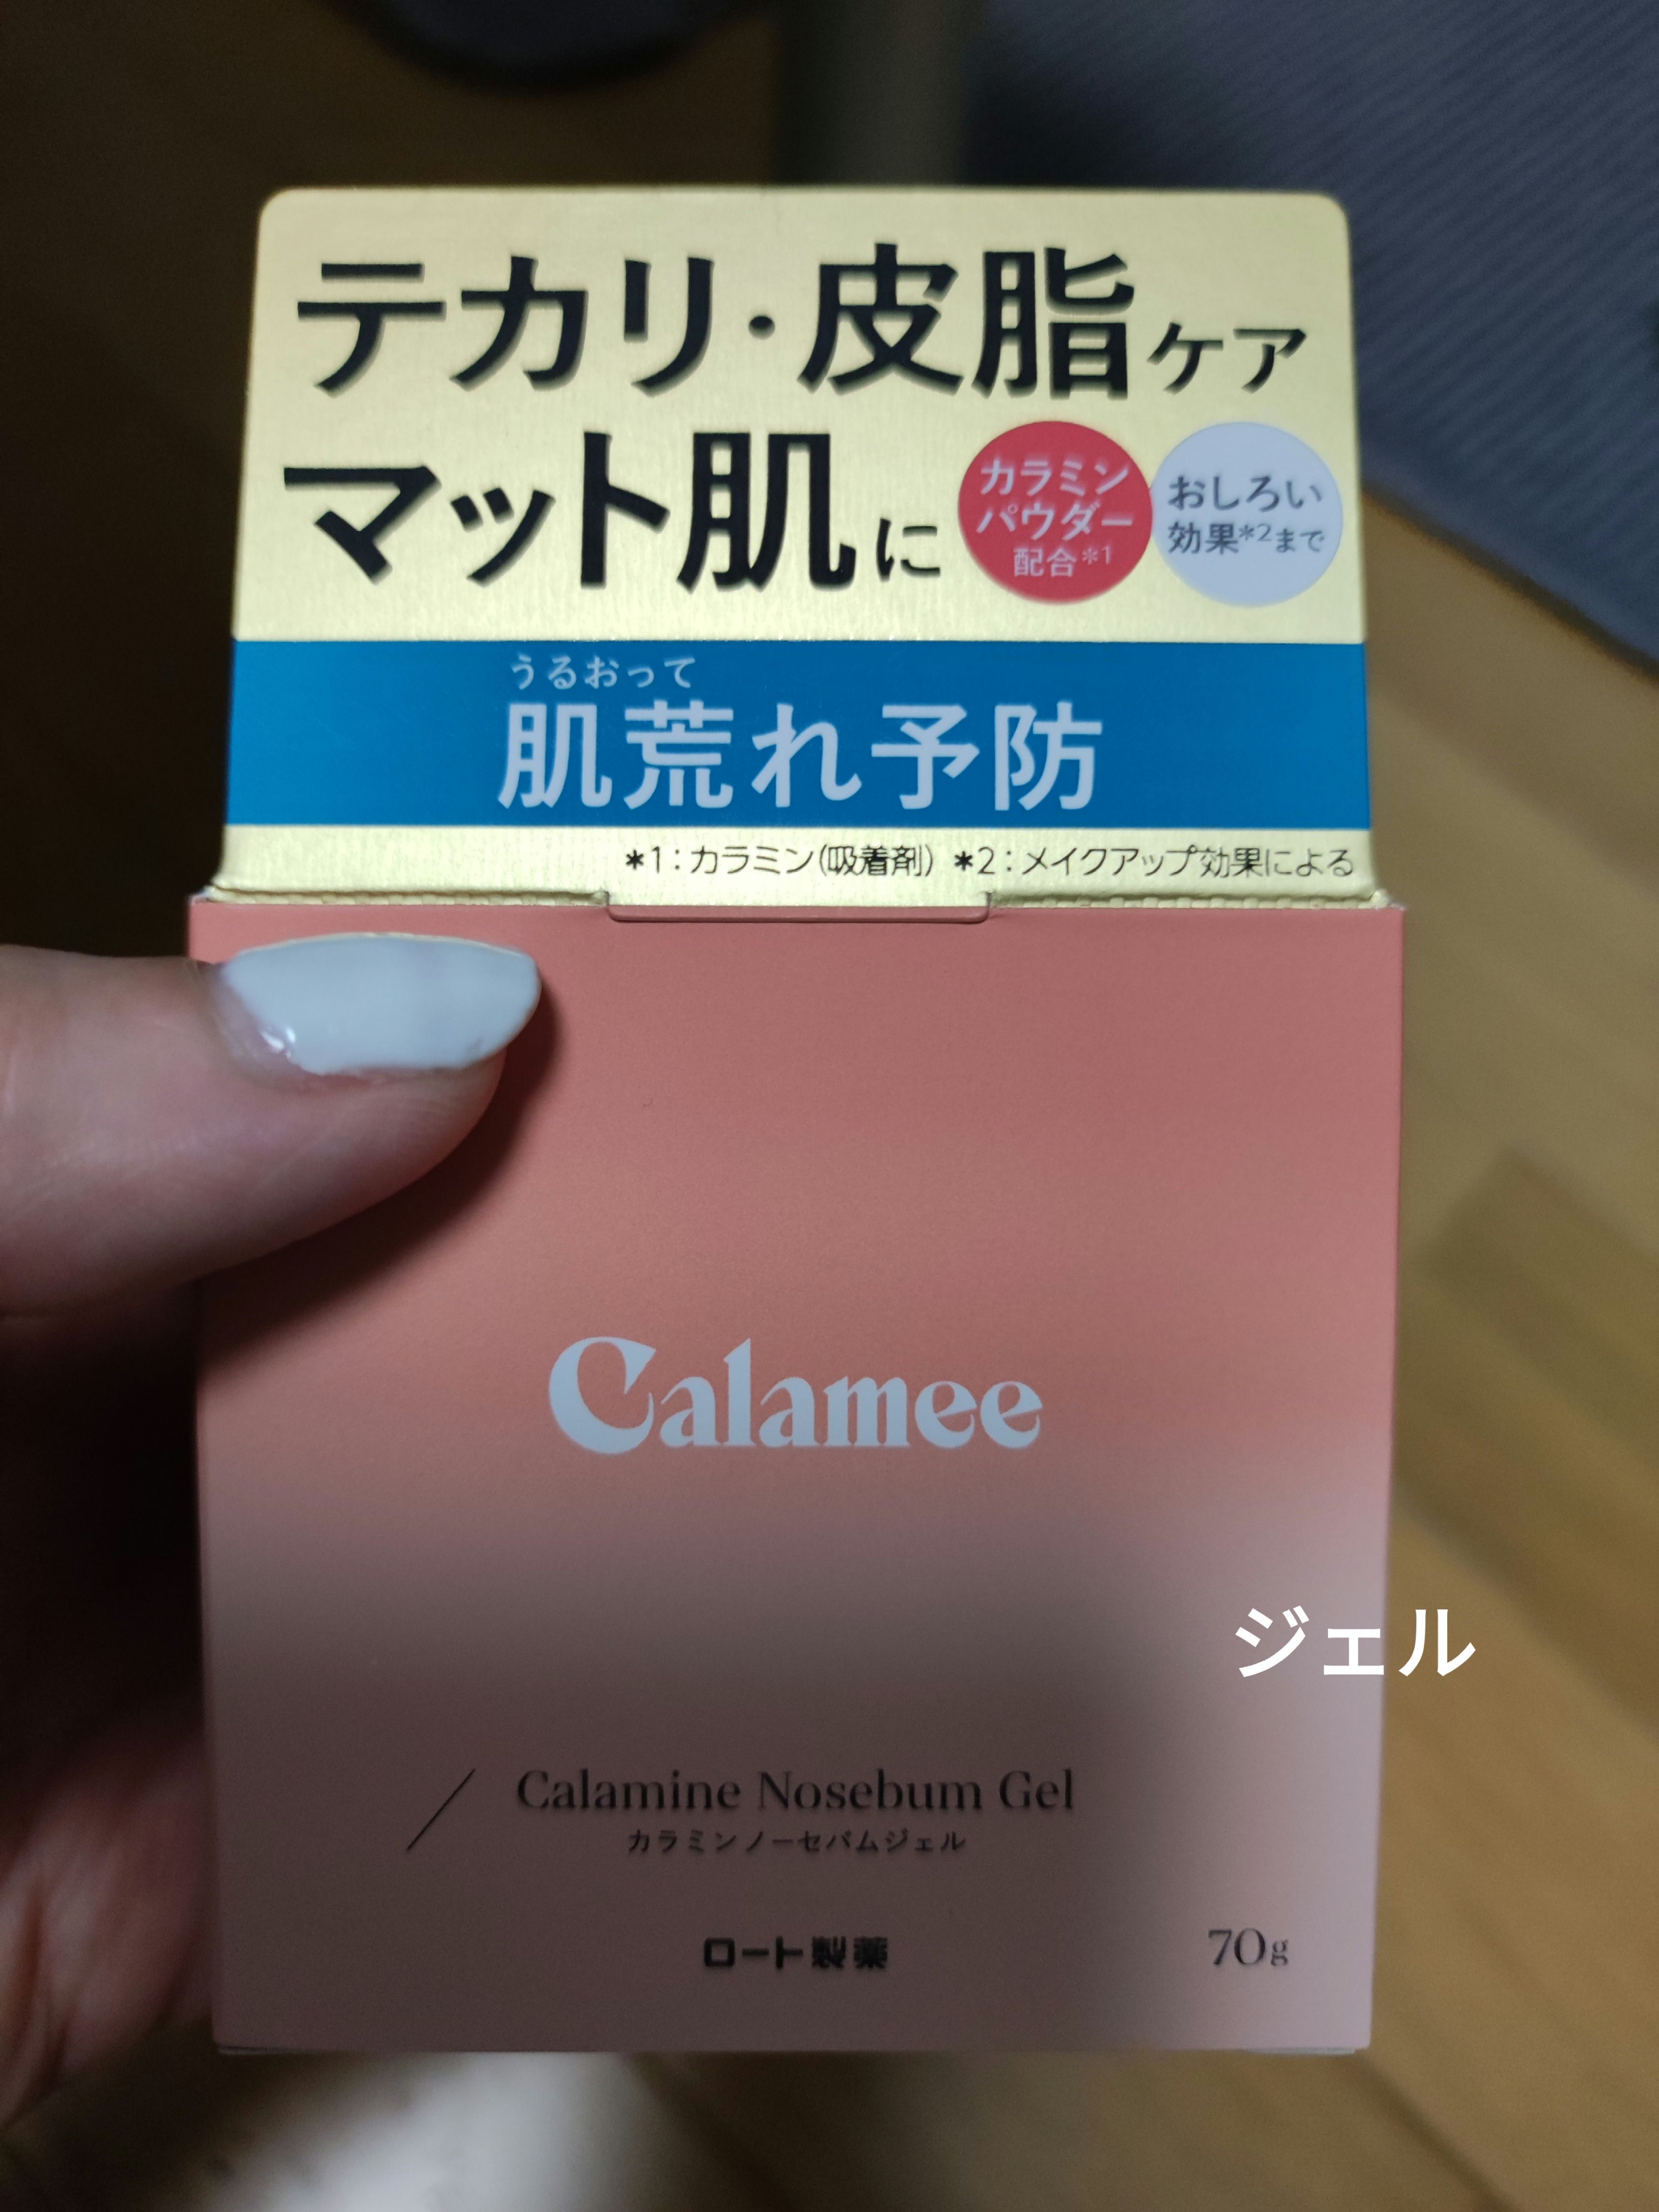 テカリ・皮脂ケア
マット肌に
カラミン
パウダー
配合*1
おしろい
効果*2まで
うるおって
肌荒れ予防
*1:カラミン(吸着剤) *2:メイクアップ効果による
Calamee
ジェル
Calamine Nosebum Gel
カラミンノーセバムジェル
ロート製薬
70g